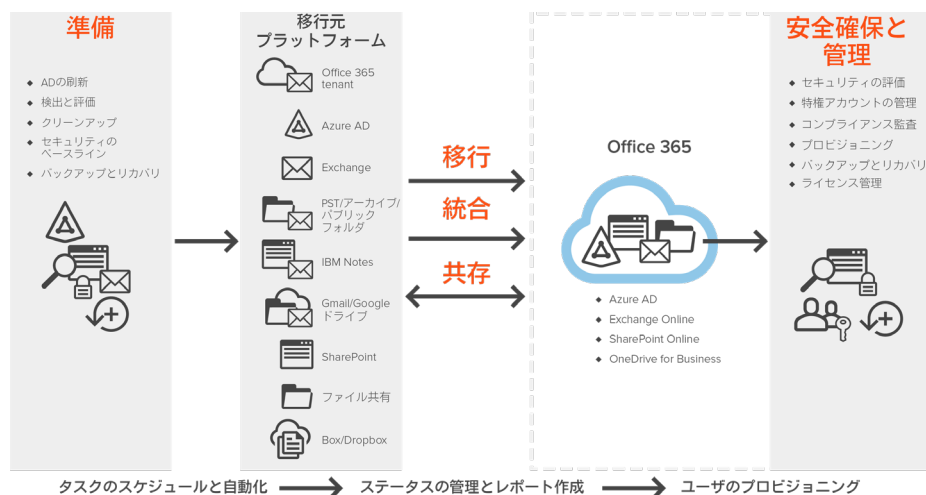 準備
ADの刷新
検出と評価
クリーンアップ
セキュリティの
ベースライン
バックアップとリカバリ
移行元
プラットフォーム
Office 365
tenant
Azure AD
Exchange
PST/アーカイブ/
パブリック
フォルダ
IBM Notes
Gmail/Google
ドライブ
SharePoint
ファイル共有
Box/Dropbox
移行
統合
共存
Office 365
Azure AD
Exchange Online
SharePoint Online
OneDrive for Business
安全確保と
管理
セキュリティの評価
特権アカウントの管理
コンプライアンス監査
プロビジョニング
バックアップとリカバリ
ライセンス管理
タスクのスケジュールと自動化
ステータスの管理とレポート作成
ユーザのプロビジョニング